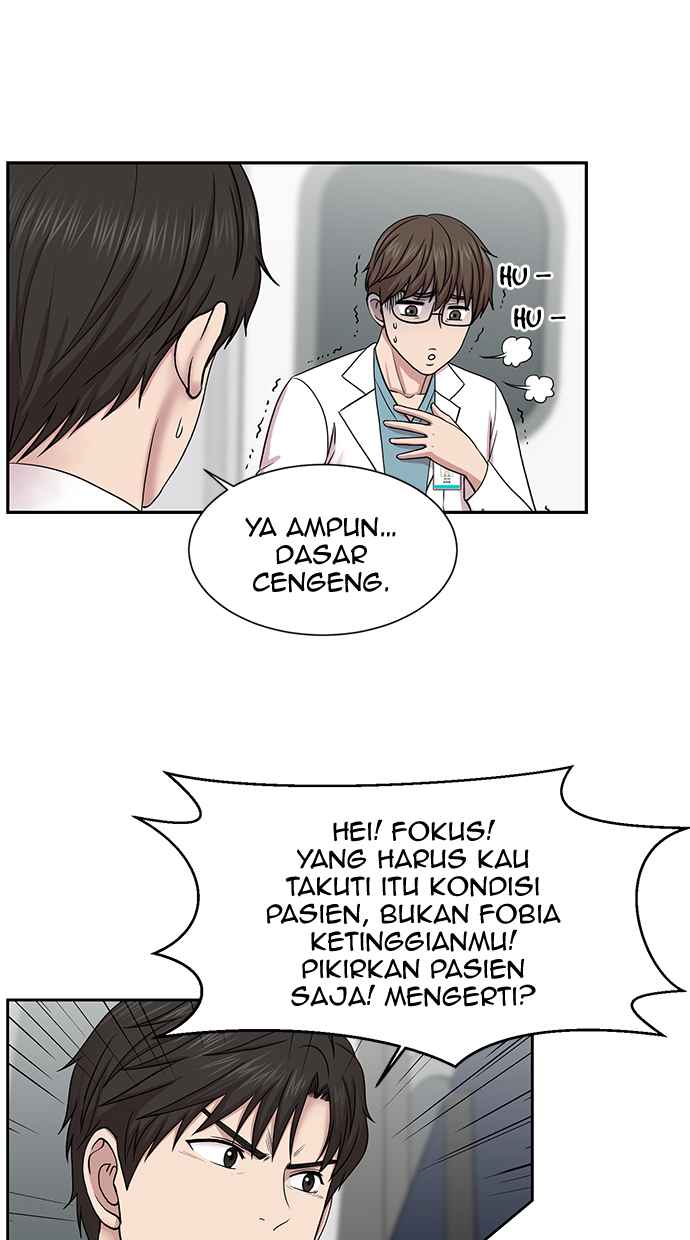 HU –
HU –
YA AMPUN...
DASAR
CENGENG.
HEI! FOKUS!
YANG HARUS KAU
TAKUTI ITU KONDISI
PASIEN, BUKAN FOBIA
KETINGGIANMU!
PIKIRKAN PASIEN
SAJA! MENGERTI?